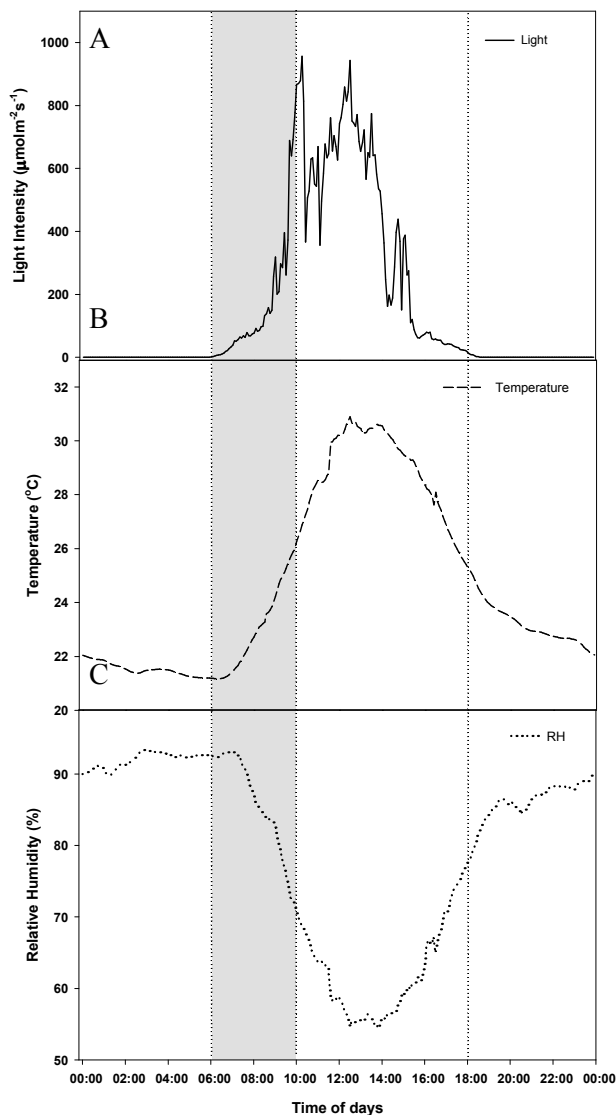 A
1000
Light
800
600
400
200
0
Light Intensity (µmolm-2s-1)
B
32
Temperature
30
28
26
24
22
20
Temperature (°C)
C
RH
90
80
70
60
50
Relative Humidity (%)
00:00 02:00 04:00 06:00 08:00 10:00 12:00 14:00 16:00 18:00 20:00 22:00 00:00
Time of days